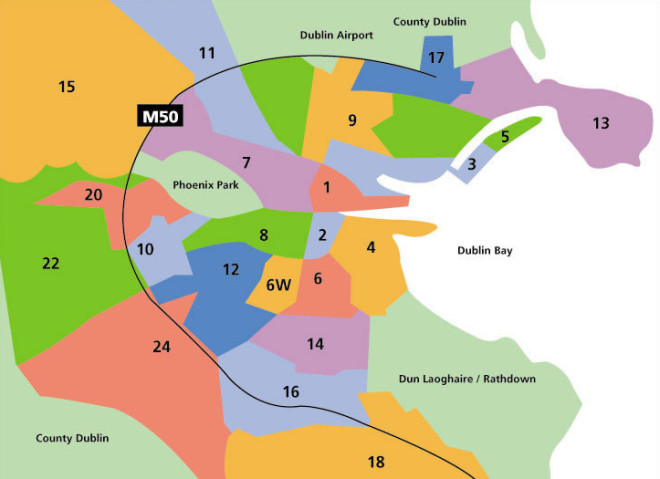 County Dublin
Dublin Airport
11
17
15
M50
9
13
5
7
3
Phoenix Park
1
20
10
8
2
4
Dublin Bay
22
12
6W
6
24
14
16
Dun Laoghaire / Rathdown
County Dublin
18